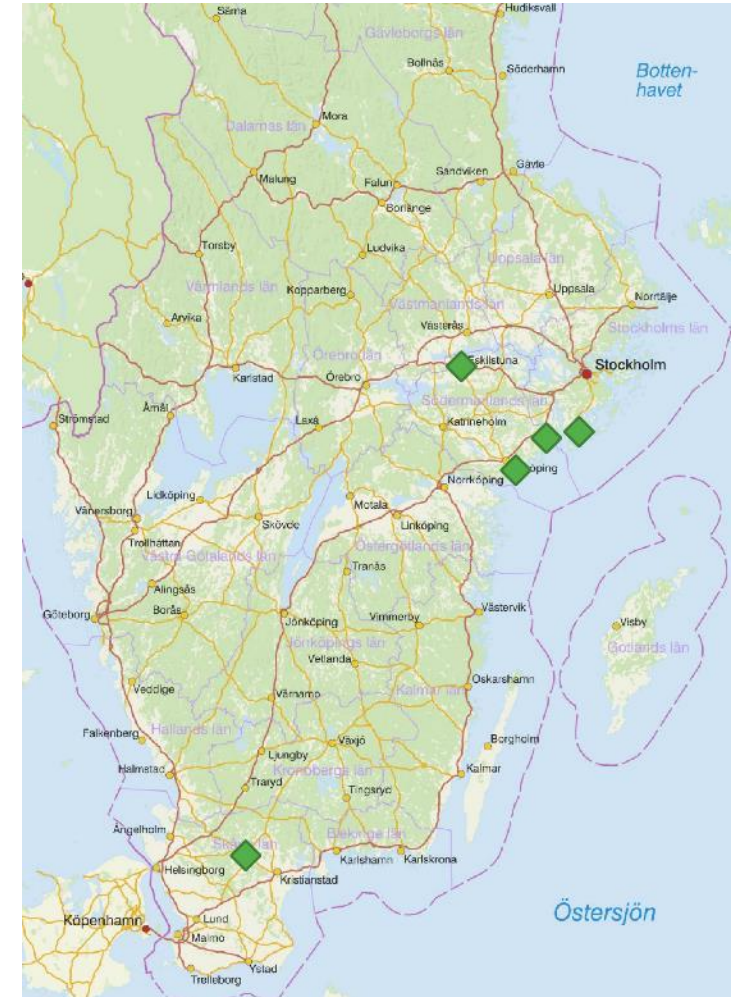 Särna
Hudiksvall
Gävleborgs län
Bollnäs
Söderhamn
Botten-
havet
Mora
Dalarnas län
Malung
Falun
Sandviken
Gävle
Borlänge
Torsby
Ludvika
Uppsala län
Värmlands län
Kopparberg
Västmanlands län
Uppsala
Norrtälje
Arvika
Västerås
Stockholms län
Örebro län
Eskilstuna
Stockholm
Karlstad
Örebro
Södermanlands län
Strömstad
Åmål
Laxå
Katrineholm
köping
Lidköping
Norrköping
Vänersborg
Skövde
Motala
Linköping
Trollhättan
Västra Götalands län
Östergötlands län
Tranås
Alingsås
Göteborg
Borås
Jönköping
Vimmerby
Västervik
Visby
Jönköpings län
Gotlands län
Vetlanda
Veddige
Värnamo
Kalmar län
Oskarshamn
Falkenberg
Hallands län
Växjö
Borgholm
Ljungby
Halmstad
Kronobergs län
Kalmar
Traryd
Tingsryd
Ängelholm
Skåne län
Blekinge län
Helsingborg
Karlshamn
Karlskrona
Kristianstad
Köpenhamn
Lund
Malmö
Östersjön
Ystad
Trelleborg